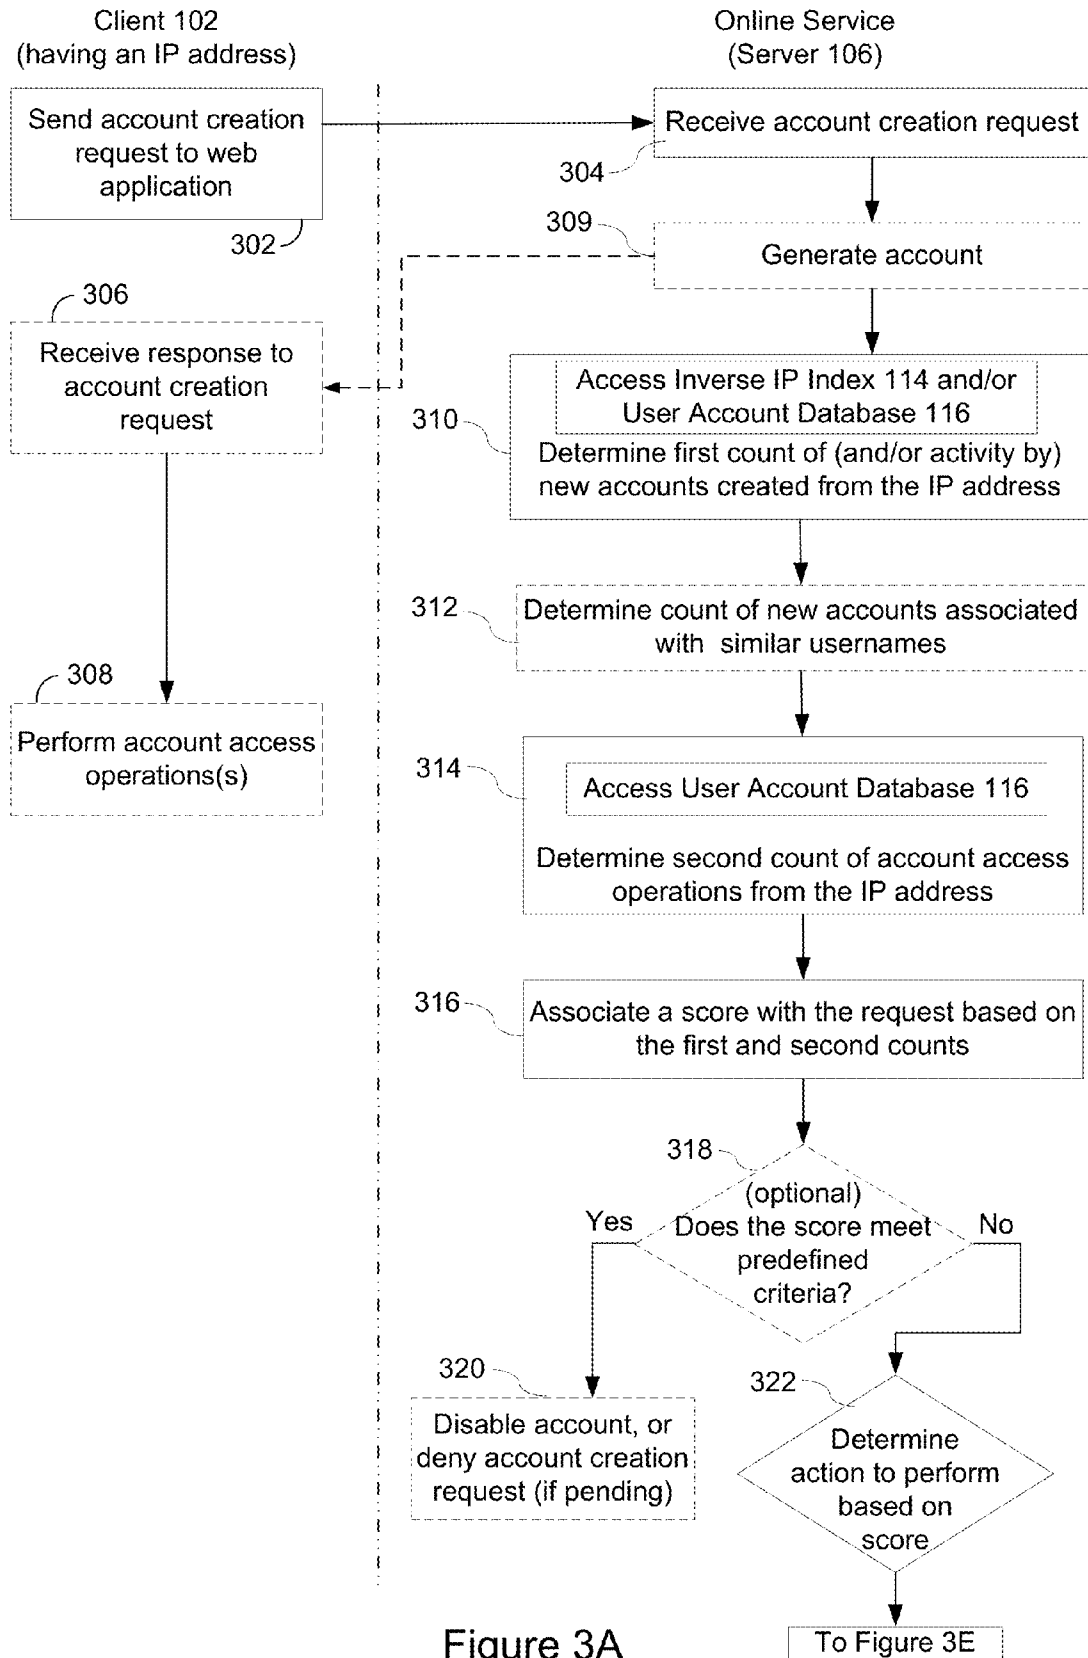 Client 102
(having an IP address)
Online Service
(Server 106)
Send account creation
request to web
application
302
Receive account creation request
304
309
Generate account
306
Receive response to
account creation
request
310
Access Inverse IP Index 114 and/or
User Account Database 116
Determine first count of (and/or activity by)
new accounts created from the IP address
312
Determine count of new accounts associated
with similar usernames
308
Perform account access
operations(s)
314
Access User Account Database 116
Determine second count of account access
operations from the IP address
316
Associate a score with the request based on
the first and second counts
318
(optional)
Does the score meet
predefined
criteria?
Yes
No
320
Disable account, or
deny account creation
request (if pending)
322
Determine
action to perform
based on
score
To Figure 3E
Figure 3A